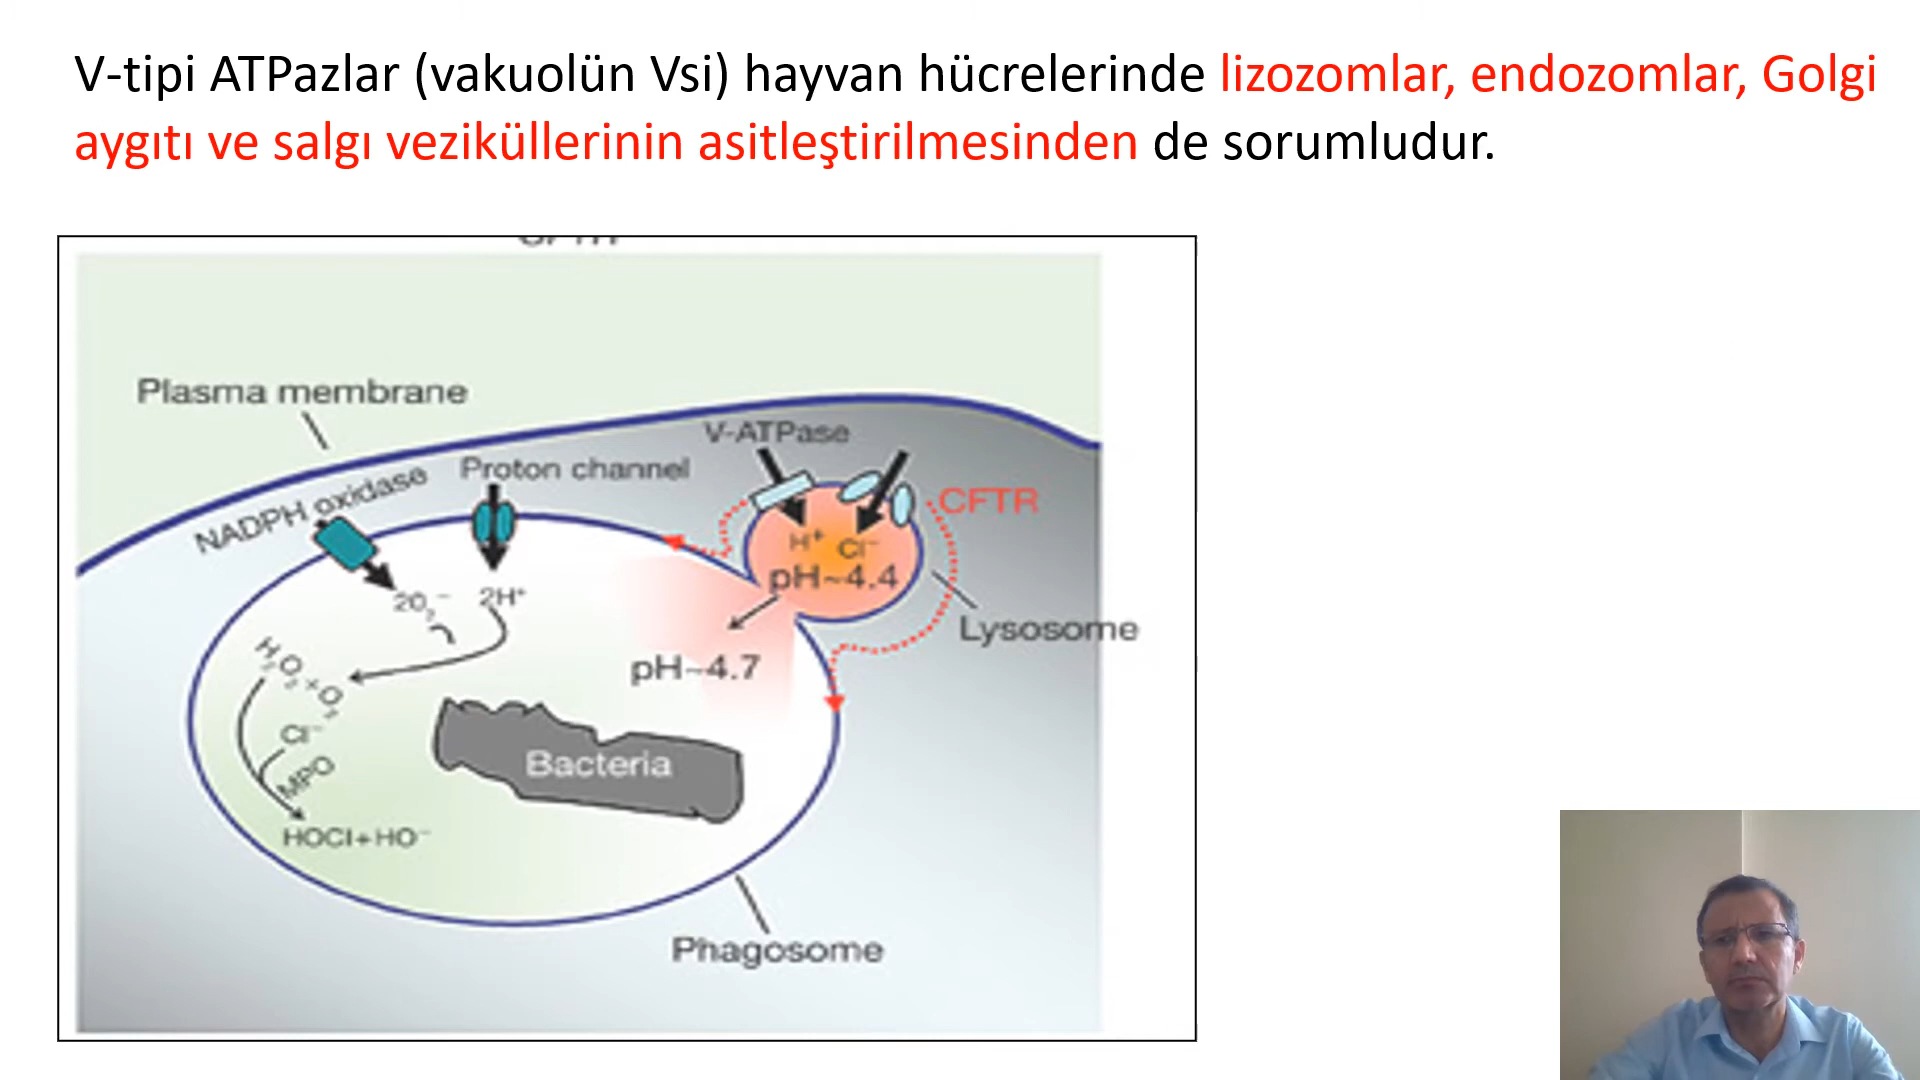 V-tipi ATPazlar (vakuolün Vsi) hayvan hücrelerinde lizozomlar, endozomlar, Golgi
aygıtı ve salgı veziküllerinin asitleştirilmesinden de sorumludur.
Plasma membrane
V-ATPase
NADPH oxidase
Proton channel
CFTR
H⁺ Cl⁻
pH~4.4
2O₂⁻ 2H⁺
Lysosome
H₂O₂+O₂
pH~4.7
Cl⁻
MPO
Bacteria
HOCl+HO⁻
Phagosome